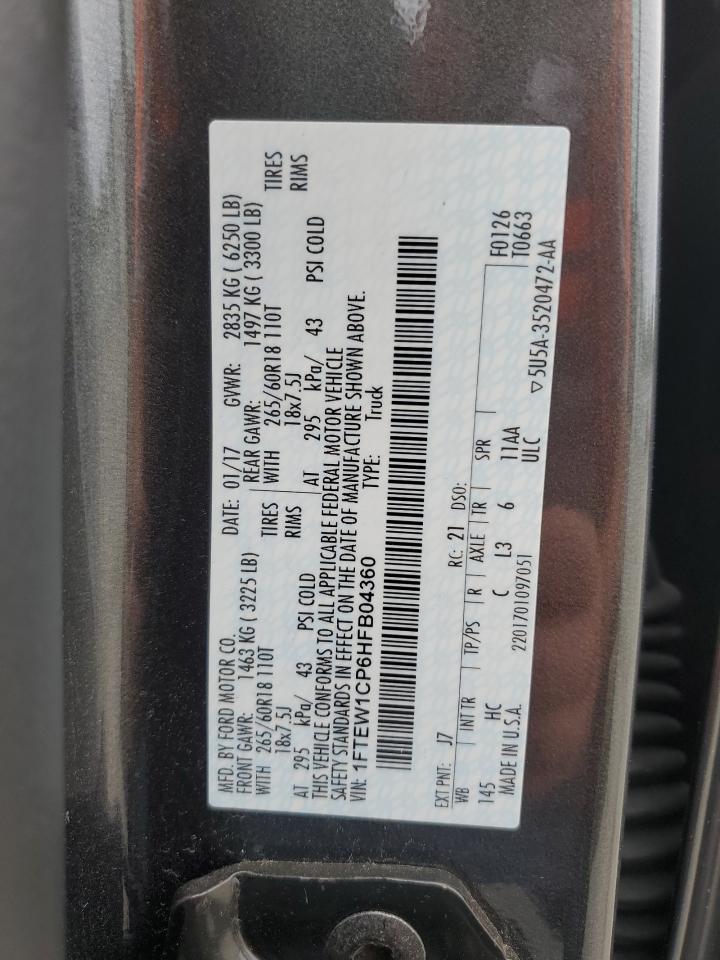 MFD. BY FORD MOTOR CO. DATE: 01/17 GVWR: 2835 KG ( 6250 LB)
FRONT GAWR: 1463 KG ( 3225 LB) REAR GAWR: 1497 KG ( 3300 LB)
WITH 265/60R18 110T TIRES WITH 265/60R18 110T TIRES
18x7.5J RIMS 18x7.5J RIMS
AT 295 kPa/ 43 PSI COLD AT 295 kPa/ 43 PSI COLD
THIS VEHICLE CONFORMS TO ALL APPLICABLE FEDERAL MOTOR VEHICLE
SAFETY STANDARDS IN EFFECT ON THE DATE OF MANUFACTURE SHOWN ABOVE.
VIN: 1FTEW1CP6HFB04360 TYPE: Truck
EXT PNT: J7 RC: 21 DSO:
WB INT TR TP/PS R AXLE TR SPR F0126
145 HC C L3 6 11AA T0663
MADE IN U.S.A. 2201701097051 ULC
▽5U5A-3520472-AA